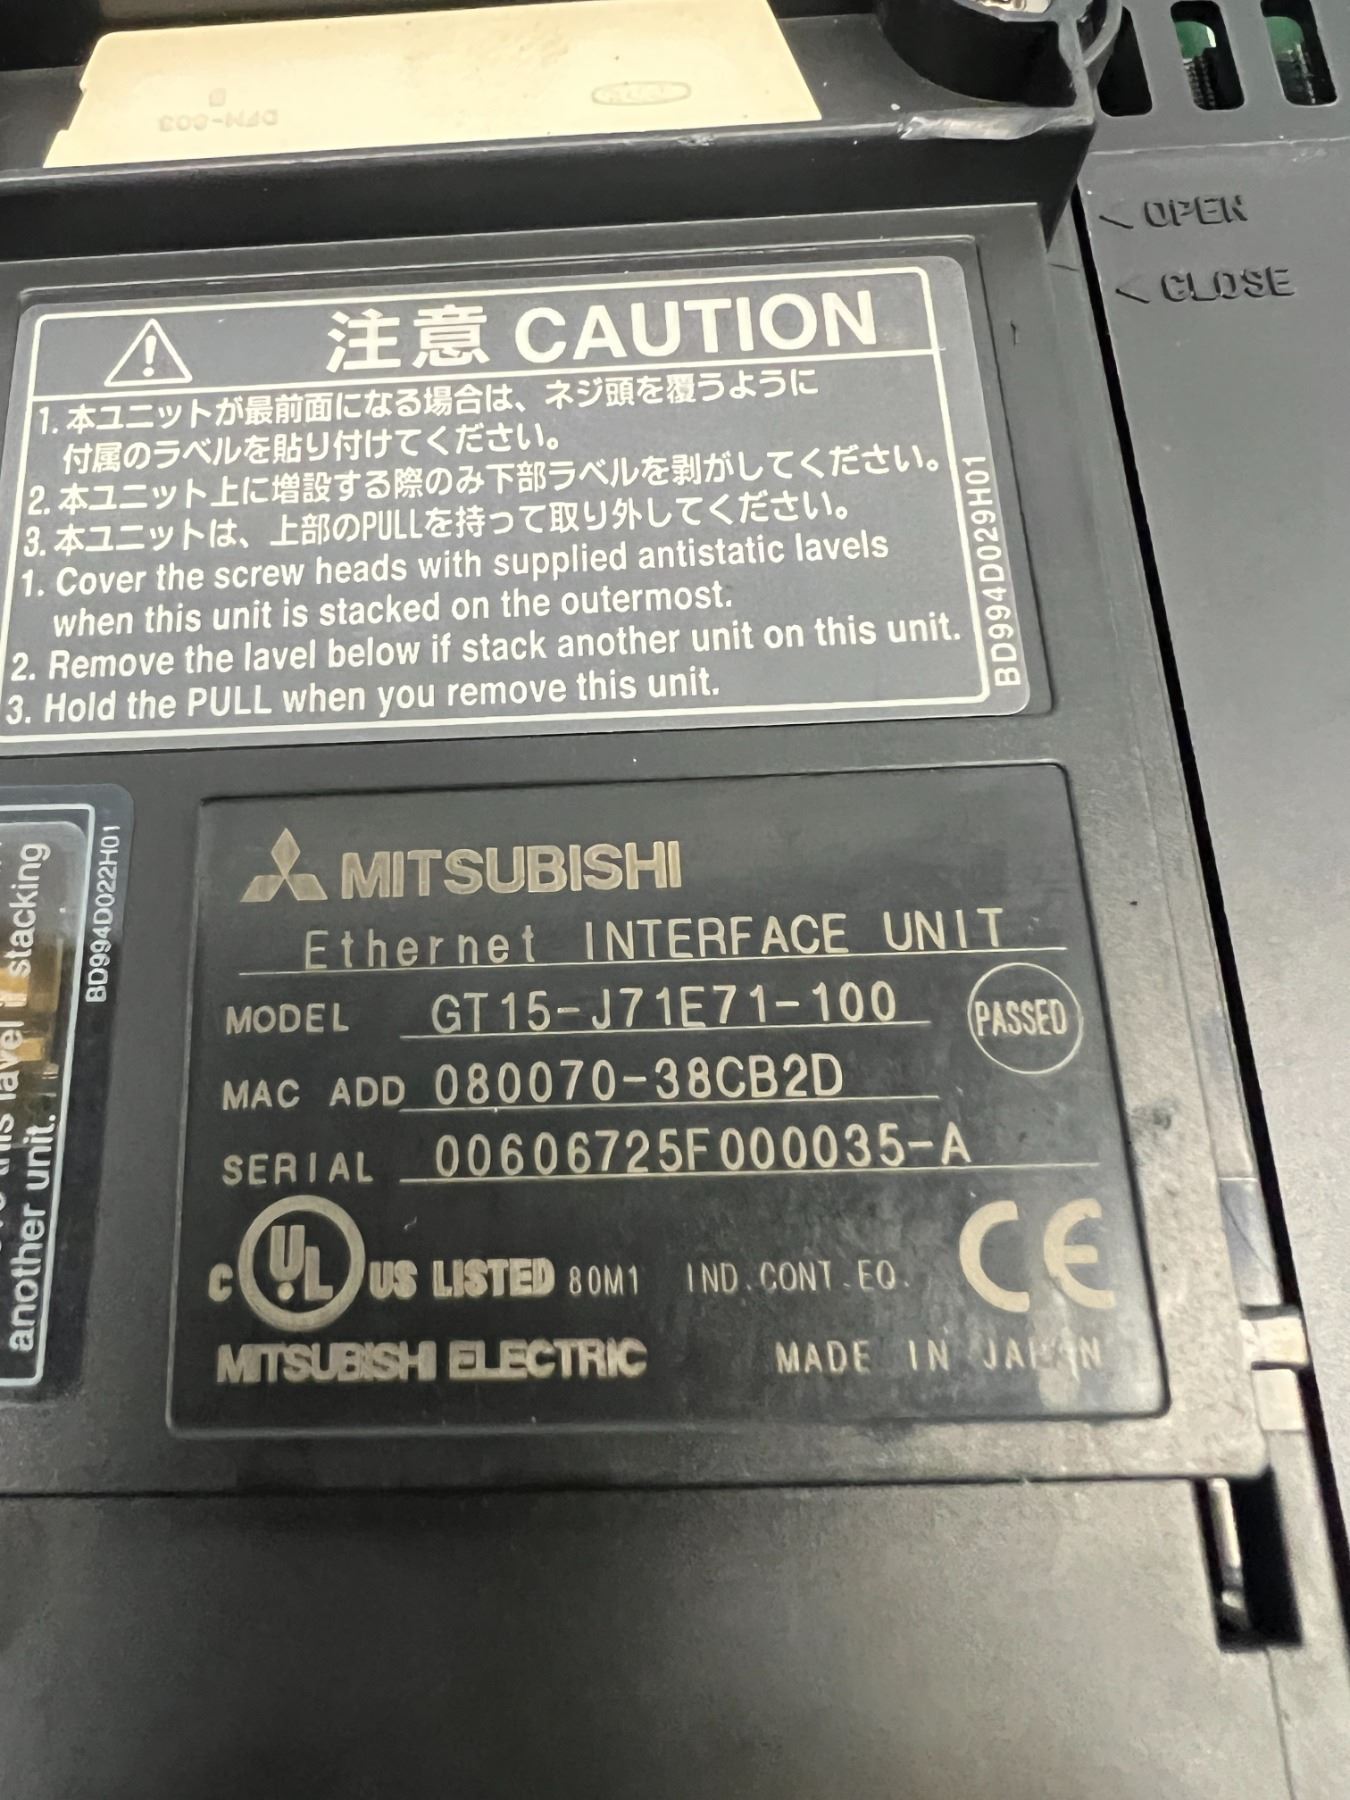 DFM-603
OPEN
CLOSE
注意 CAUTION
1. 本ユニットが最前面になる場合は、ネジ頭を覆うように
付属のラベルを貼り付けてください。
2. 本ユニット上に増設する際のみ下部ラベルを剥がしてください。
3. 本ユニットは、上部のPULLを持って取り外してください。
1. Cover the screw heads with supplied antistatic lavels
when this unit is stacked on the outermost.
2. Remove the lavel below if stack another unit on this unit.
3. Hold the PULL when you remove this unit.
BD994D029H01
MITSUBISHI
Ethernet INTERFACE UNIT
MODEL GT15-J71E71-100
PASSED
MAC ADD 080070-38CB2D
SERIAL 00606725F000035-A
C UL US LISTED 80M1 IND.CONT.EQ. CE
MITSUBISHI ELECTRIC MADE IN JAPAN
BD994D022H01
lavel if stacking
another unit.